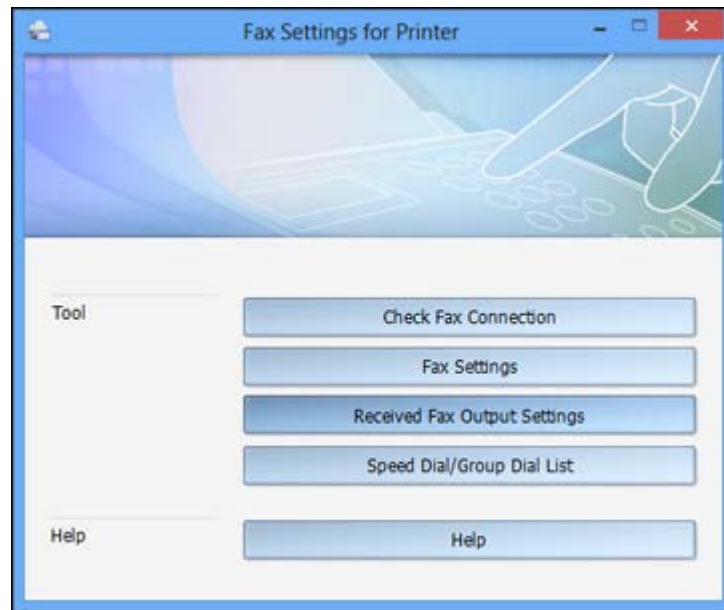 Fax Settings for Printer
Tool
Check Fax Connection
Fax Settings
Received Fax Output Settings
Speed Dial/Group Dial List
Help
Help